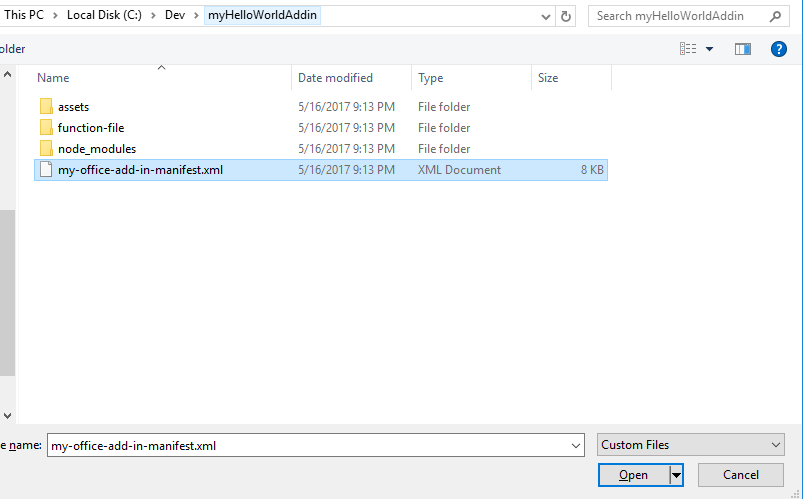 This PC > Local Disk (C:) > Dev > myHelloWorldAddin Search myHelloWorldAddin
older ?
Name Date modified Type Size
assets 5/16/2017 9:13 PM File folder
function-file 5/16/2017 9:13 PM File folder
node_modules 5/16/2017 9:13 PM File folder
my-office-add-in-manifest.xml 5/16/2017 9:13 PM XML Document 8 KB
e name: my-office-add-in-manifest.xml Custom Files
Open Cancel